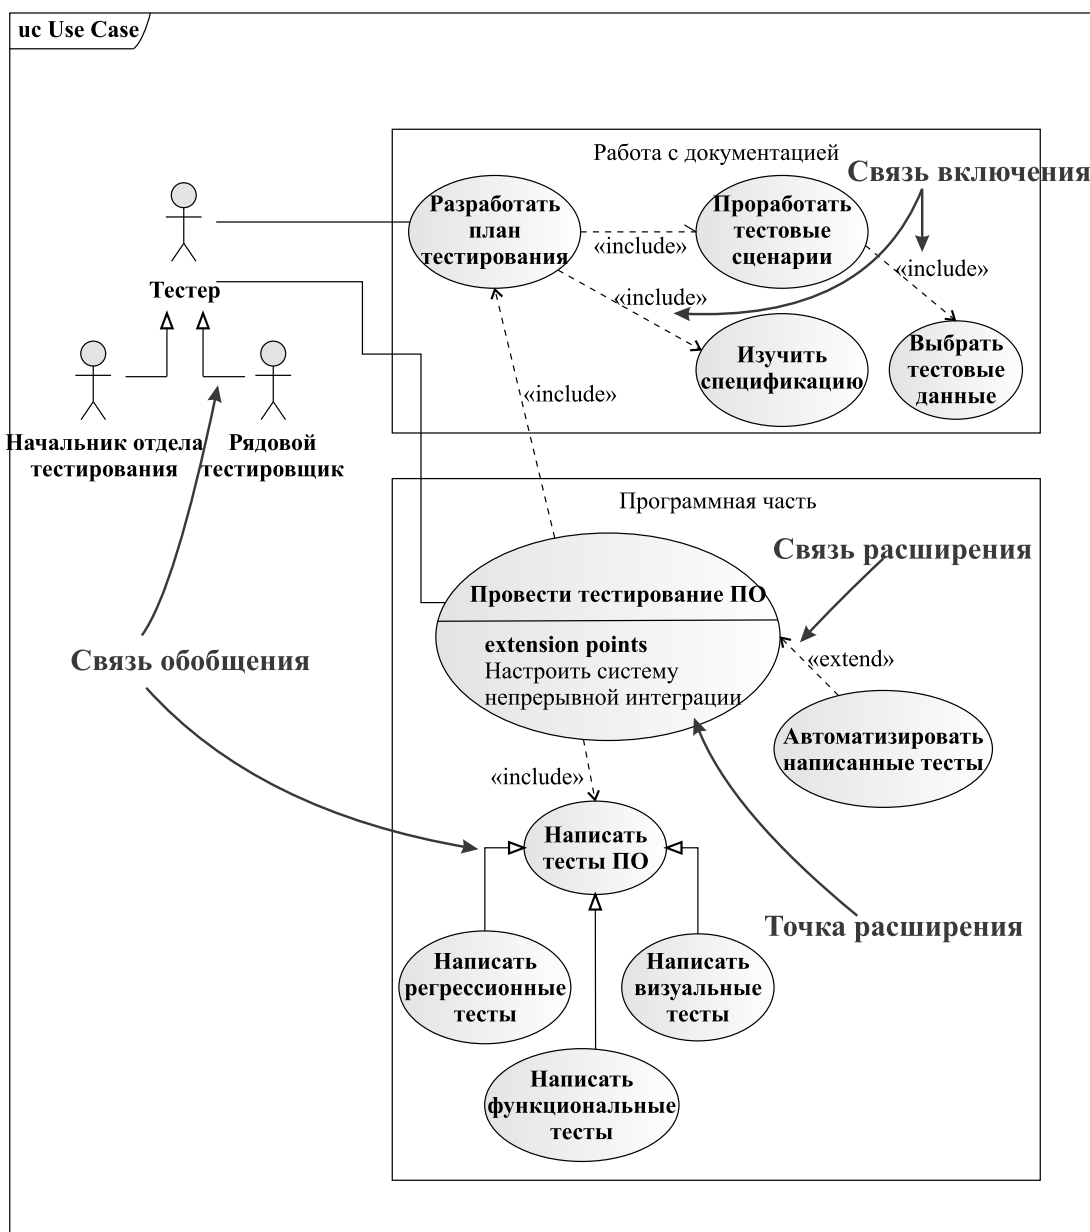 uc Use Case
Работа с документацией
Связь включения
Разработать
план
тестирования
«include»
Проработать
тестовые
сценарии
«include»
«include»
Тестер
Изучить
спецификацию
Выбрать
тестовые
данные
«include»
Начальник отдела
тестирования
Рядовой
тестировщик
Программная часть
Связь расширения
Провести тестирование ПО
extension points
Настроить систему
непрерывной интеграции
«extend»
Связь обобщения
Автоматизировать
написанные тесты
«include»
Написать
тесты ПО
Точка расширения
Написать
регрессионные
тесты
Написать
визуальные
тесты
Написать
функциональные
тесты